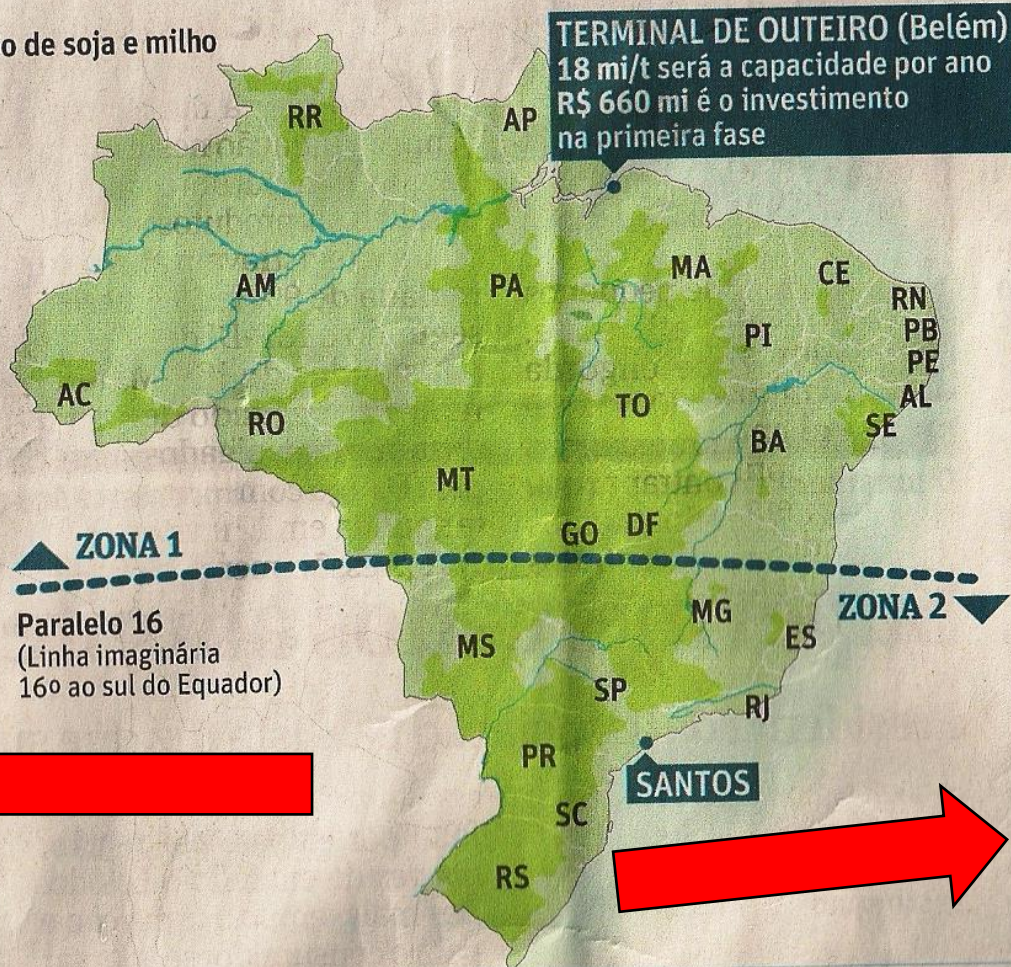 o de soja e milho
TERMINAL DE OUTEIRO (Belém)
18 mi/t será a capacidade por ano
R$ 660 mi é o investimento
na primeira fase
RR
AP
AM
PA
MA
CE
RN
PB
PE
AL
SE
PI
AC
RO
TO
BA
MT
GO
DF
ZONA 1
ZONA 2
Paralelo 16
(Linha imaginária
16º ao sul do Equador)
MG
ES
MS
SP
RJ
PR
SANTOS
SC
RS